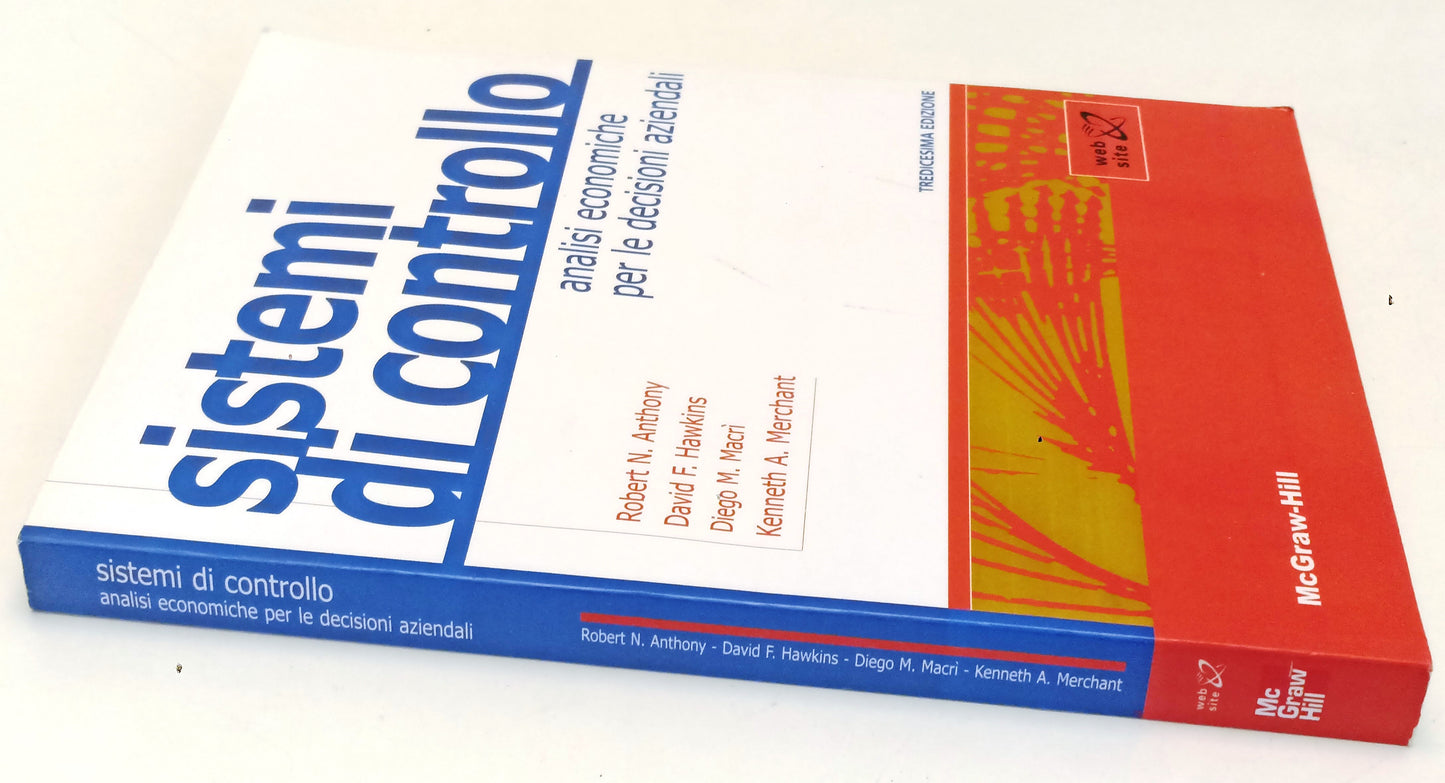 sistemi
di controllo
analisi economiche
per le decisioni aziendali
Robert N. Anthony
David F. Hawkins
Diego M. Macrì
Kenneth A. Merchant
TREDICESIMA EDIZIONE
web
site
McGraw-Hill
sistemi di controllo
analisi economiche per le decisioni aziendali
Robert N. Anthony - David F. Hawkins - Diego M. Macrì - Kenneth A. Merchant
web
site
Mc
Graw
Hill